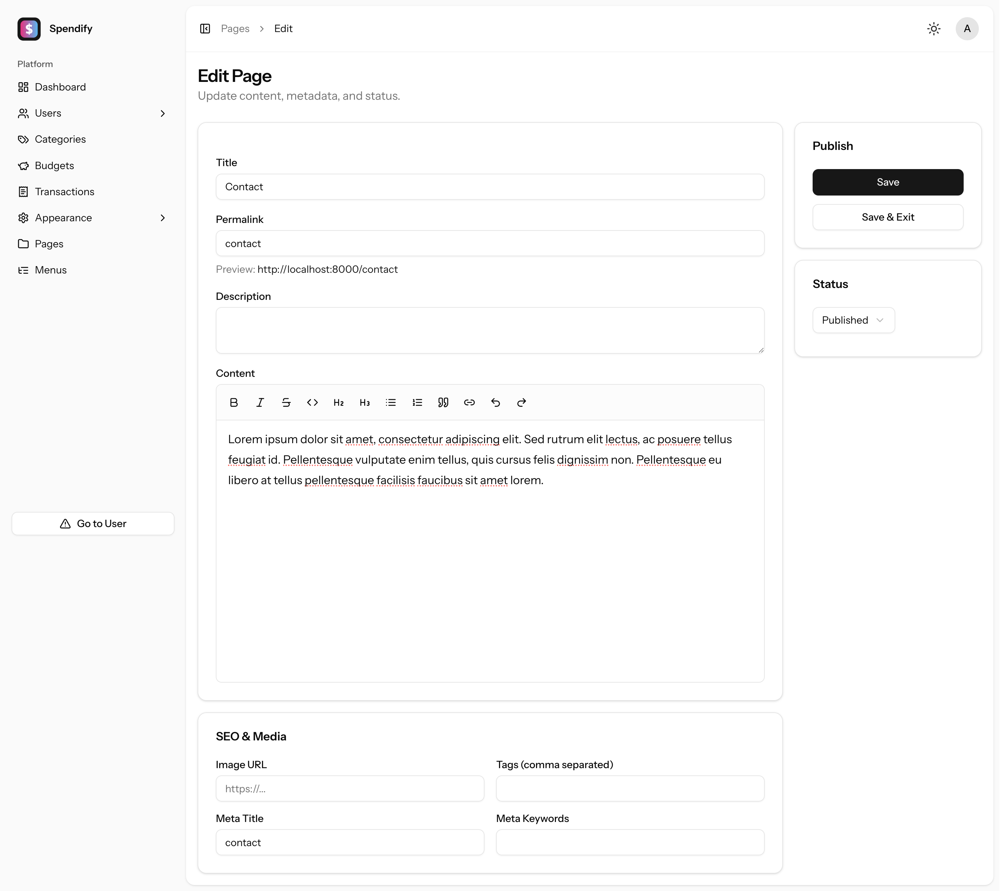 $
Spendify
Platform
Dashboard
Users
Categories
Budgets
Transactions
Appearance
Pages
Menus
Go to User
Pages
Edit
A
Edit Page
Update content, metadata, and status.
Title
Contact
Permalink
contact
Preview: http://localhost:8000/contact
Description
Content
B I S <> H2 H3
Lorem ipsum dolor sit amet, consectetur adipiscing elit. Sed rutrum elit lectus, ac posuere tellus
feugiat id. Pellentesque vulputate enim tellus, quis cursus felis dignissim non. Pellentesque eu
libero at tellus pellentesque facilisis faucibus sit amet lorem.
SEO & Media
Image URL
https://...
Tags (comma separated)
Meta Title
contact
Meta Keywords
Publish
Save
Save & Exit
Status
Published